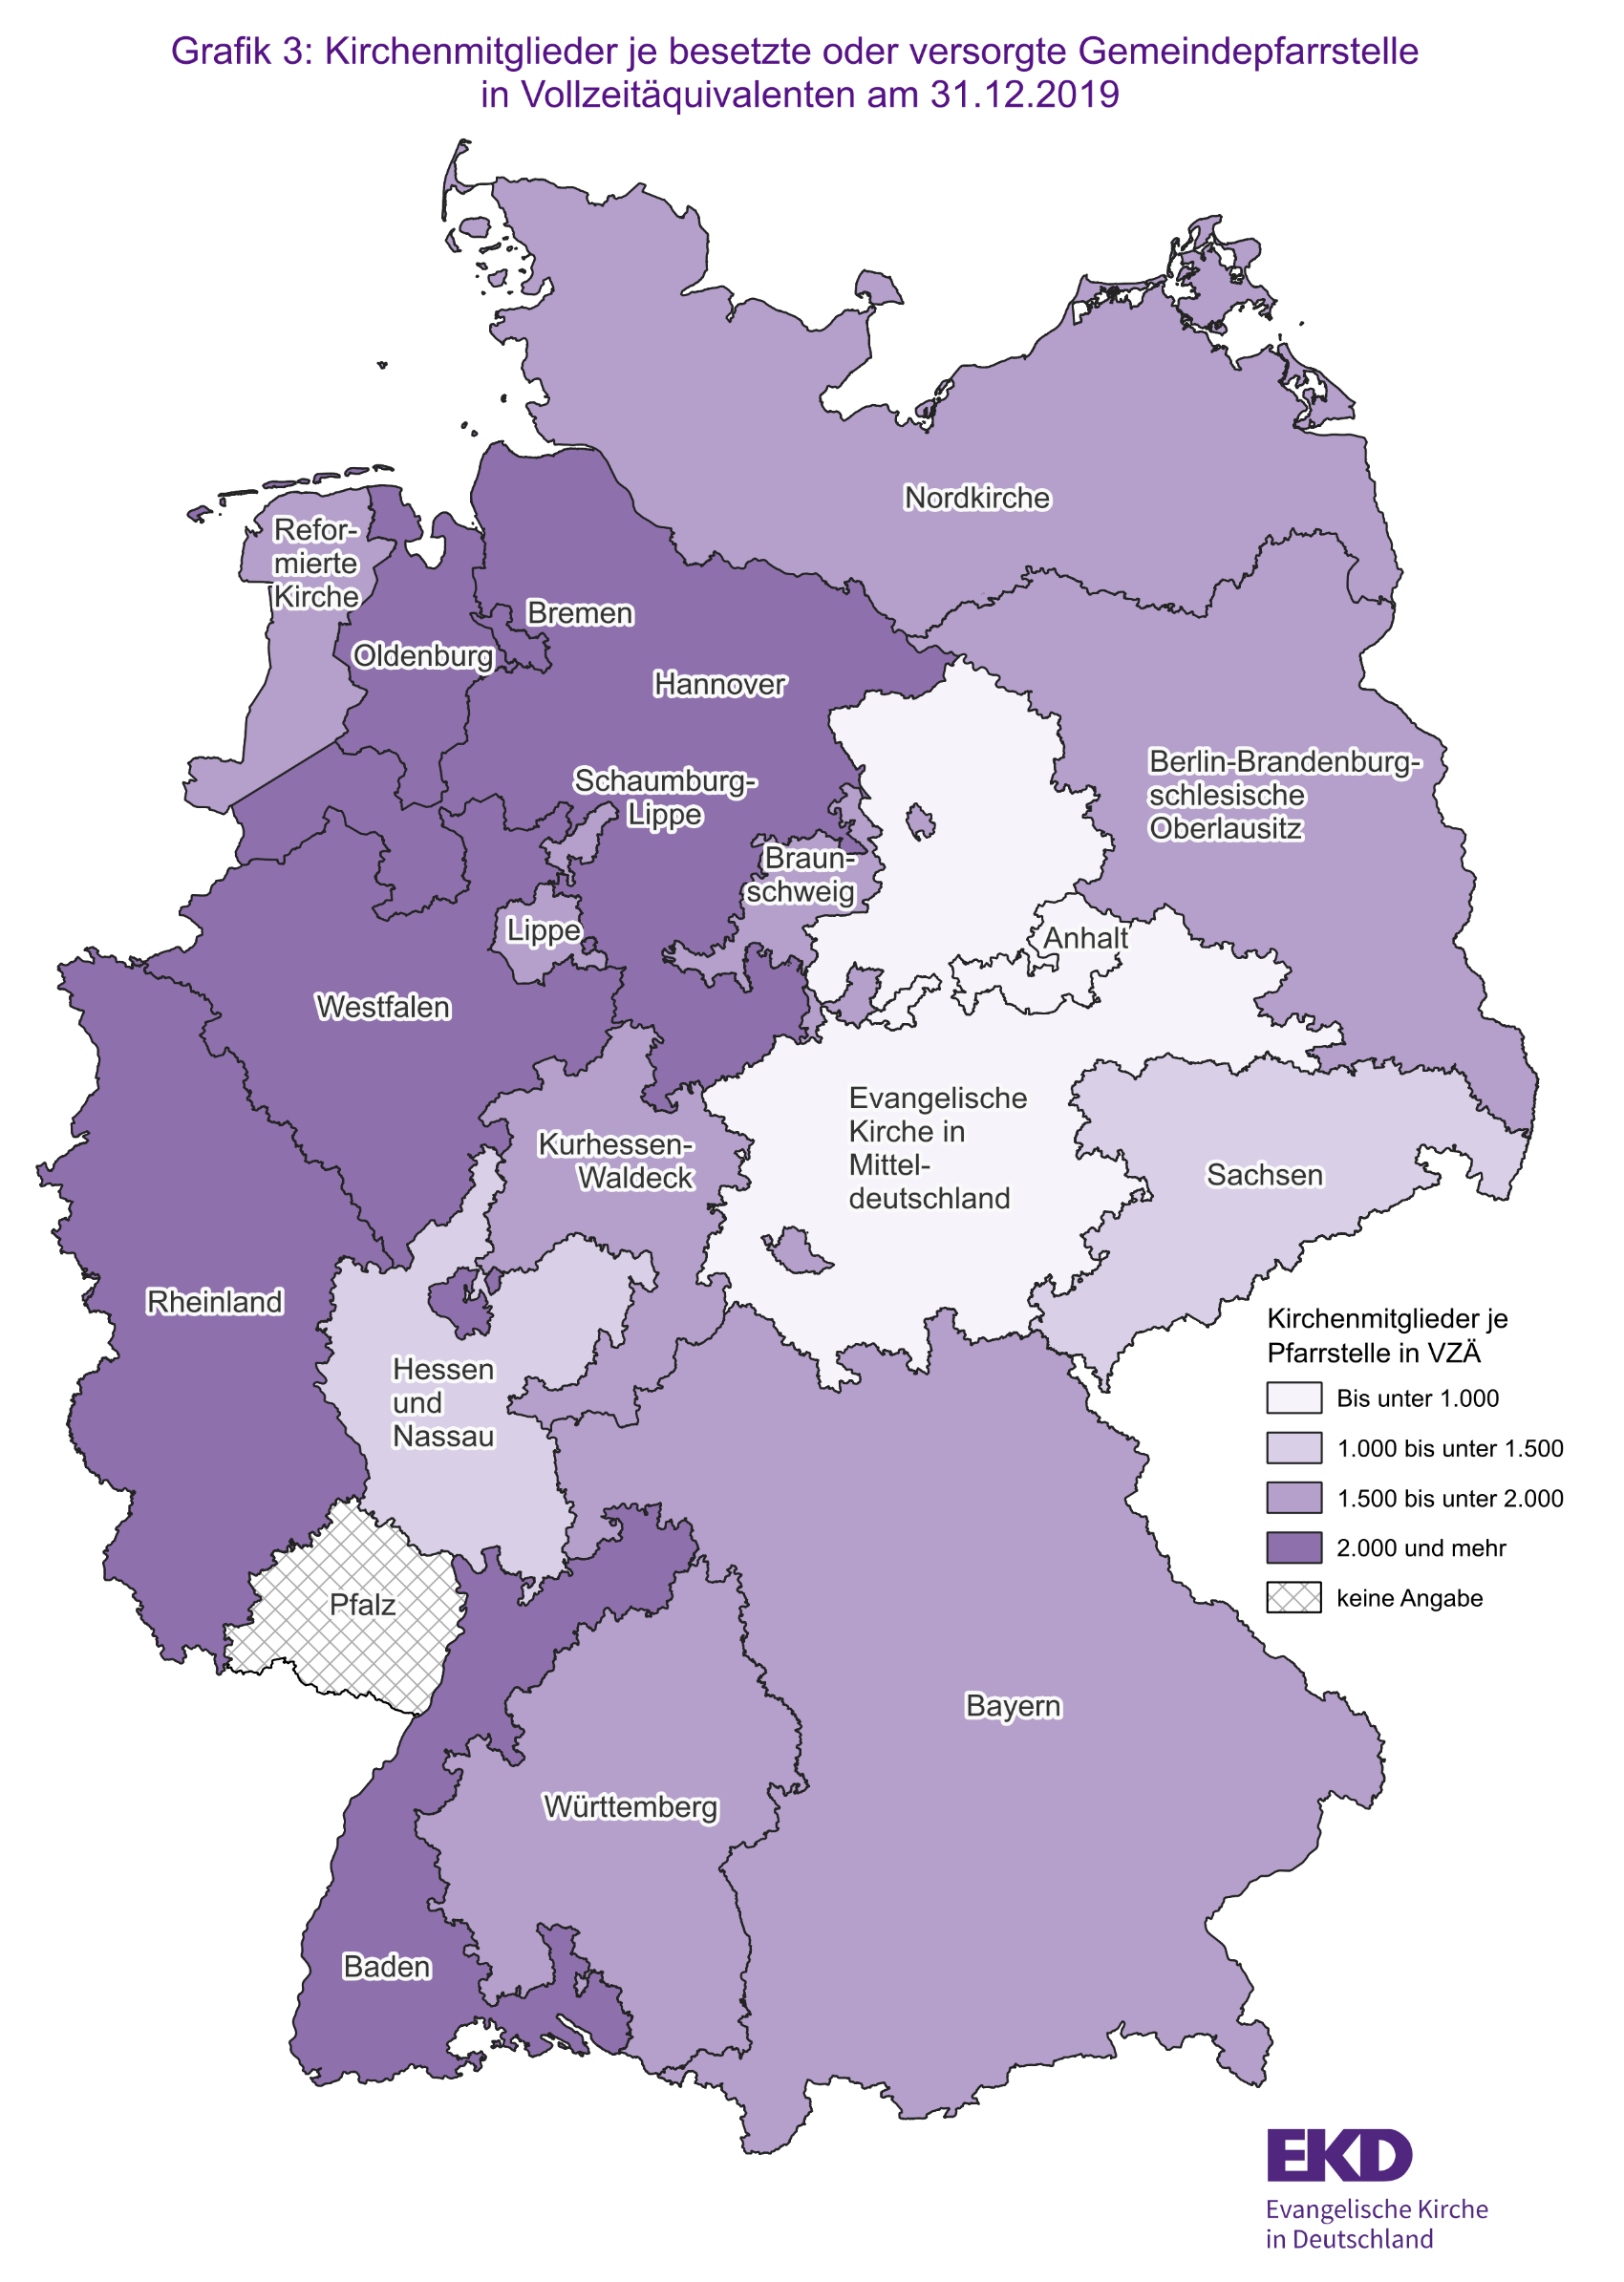 Grafik 3: Kirchenmitglieder je besetzte oder versorgte Gemeindepfarrstelle
in Vollzeitäquivalenten am 31.12.2019
Nordkirche
Refor-
mierte
Kirche
Bremen
Oldenburg
Hannover
Berlin-Brandenburg-
schlesische
Oberlausitz
Schaumburg-
Lippe
Braun-
schweig
Lippe
Anhalt
Westfalen
Evangelische
Kirche in
Mittel-
deutschland
Kurhessen-
Waldeck
Sachsen
Rheinland
Hessen
und
Nassau
Kirchenmitglieder je
Pfarrstelle in VZÄ
Bis unter 1.000
1.000 bis unter 1.500
1.500 bis unter 2.000
2.000 und mehr
keine Angabe
Pfalz
Bayern
Württemberg
Baden
EKD
Evangelische Kirche
in Deutschland